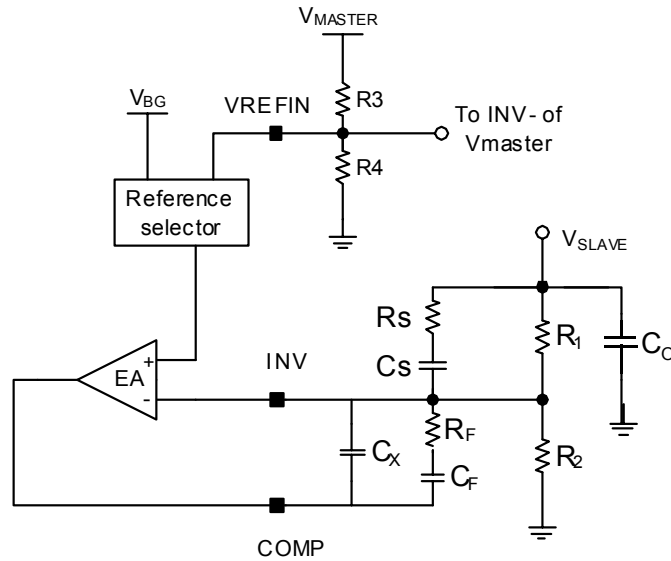 VMASTER
R3
VBG
VREFIN
To INV- of
Vmaster
R4
Reference
selector
VSLAVE
Rs
R1
CO
Cs
INV
+
EA
-
RF
R2
CX
CF
COMP